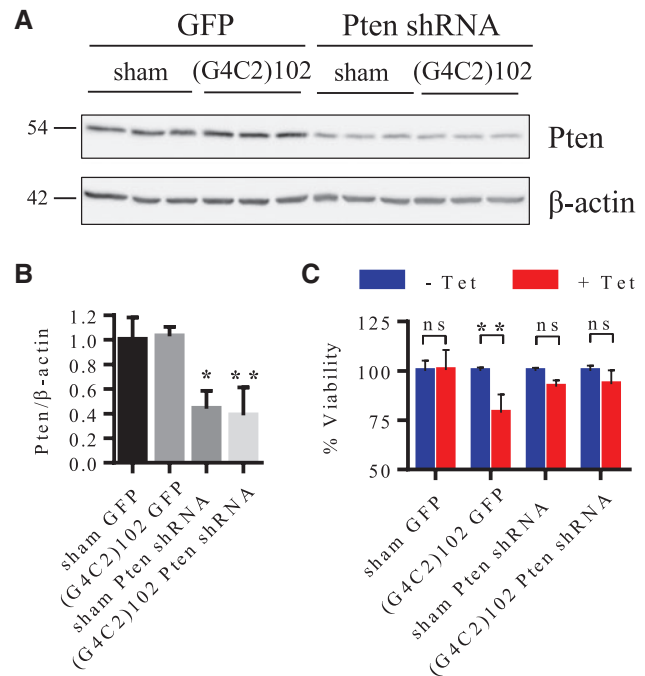 A
GFP Pten shRNA
sham (G4C2)102 sham (G4C2)102
54 Pten
42 β-actin
B
Pten/β-actin
1.2
1.0
0.8
0.6
0.4
0.2
0.0
* **
sham GFP
(G4C2)102 GFP
sham Pten shRNA
(G4C2)102 Pten shRNA
C
- Tet + Tet
% Viability
125
100
75
50
ns ** ns ns
sham GFP
(G4C2)102 GFP
sham Pten shRNA
(G4C2)102 Pten shRNA